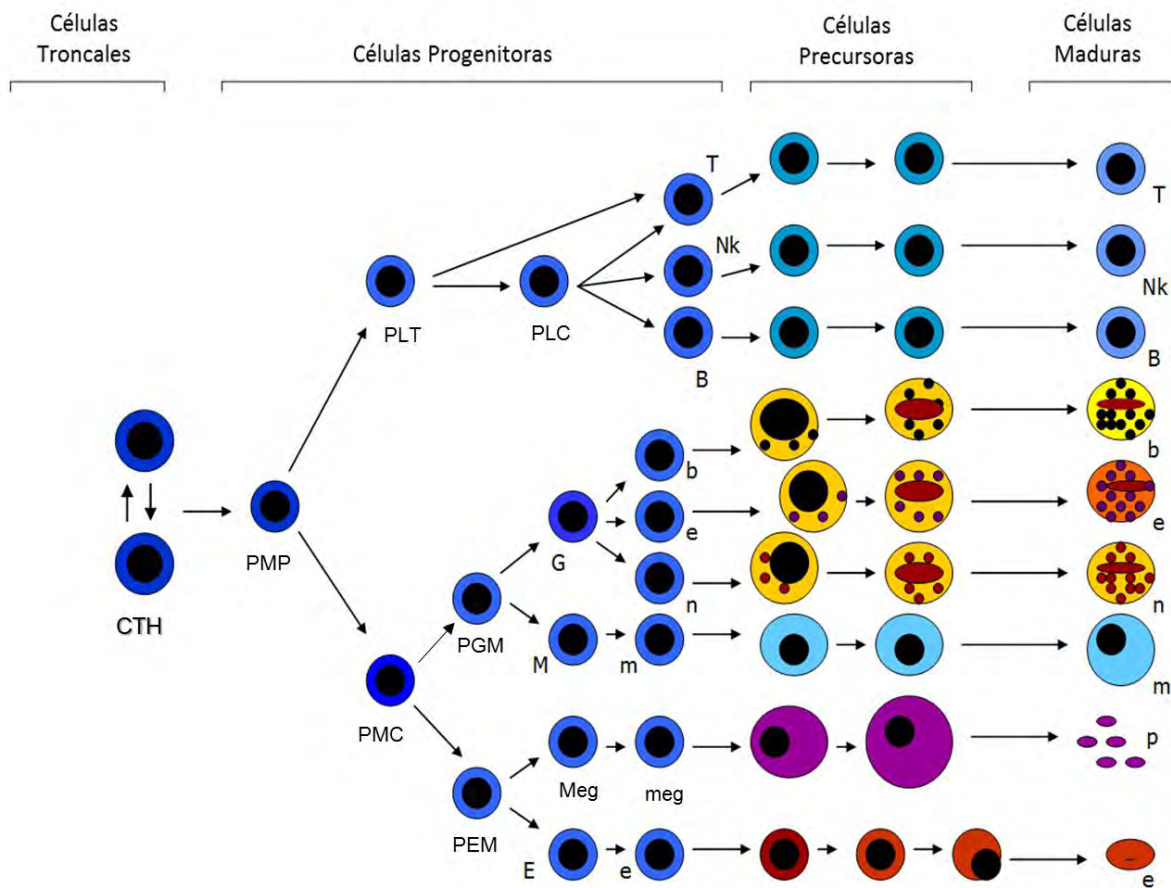 Células
Troncales
Células Progenitoras
Células
Precursoras
Células
Maduras
T
T
Nk
Nk
PLT
PLC
B
B
b
b
e
e
G
n
n
PMP
CTH
PGM
M
m
m
PMC
p
Meg
meg
PEM
E
e
e